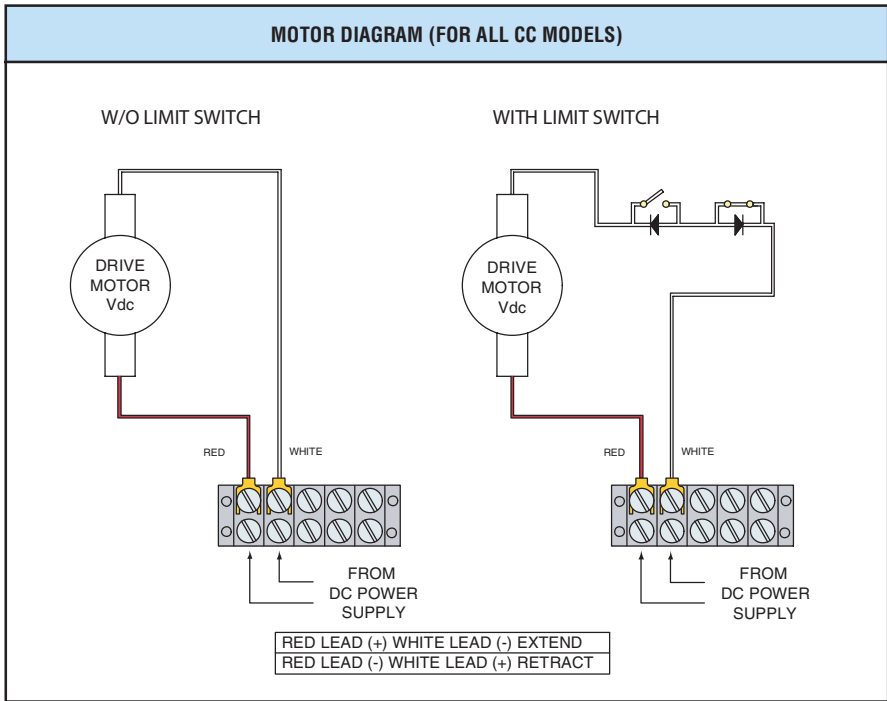 MOTOR DIAGRAM (FOR ALL CC MODELS)
W/O LIMIT SWITCH
DRIVE
MOTOR
Vdc
RED
WHITE
FROM
DC POWER
SUPPLY
WITH LIMIT SWITCH
DRIVE
MOTOR
Vdc
RED
WHITE
FROM
DC POWER
SUPPLY
RED LEAD (+) WHITE LEAD (-) EXTEND
RED LEAD (-) WHITE LEAD (+) RETRACT